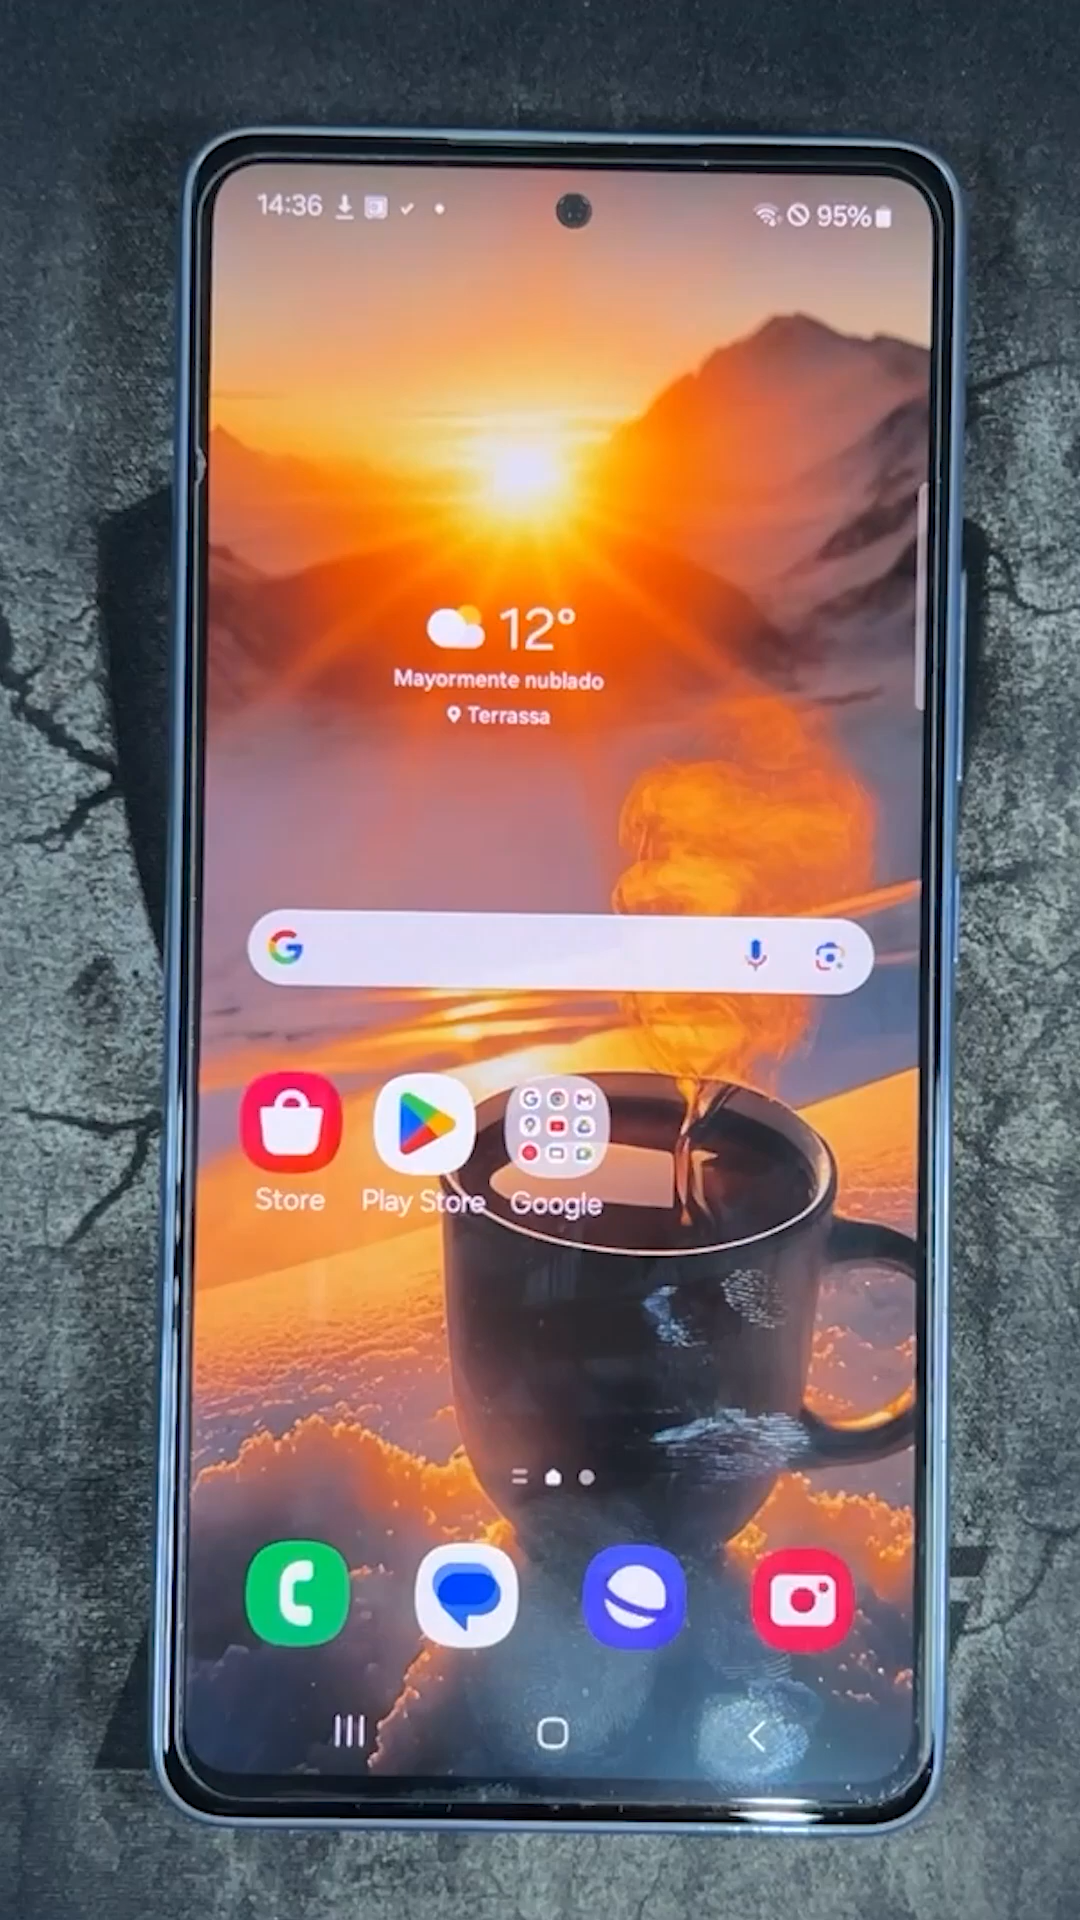 14:36
95%
12°
Mayormente nublado
Terrassa
Store
Play Store
Google